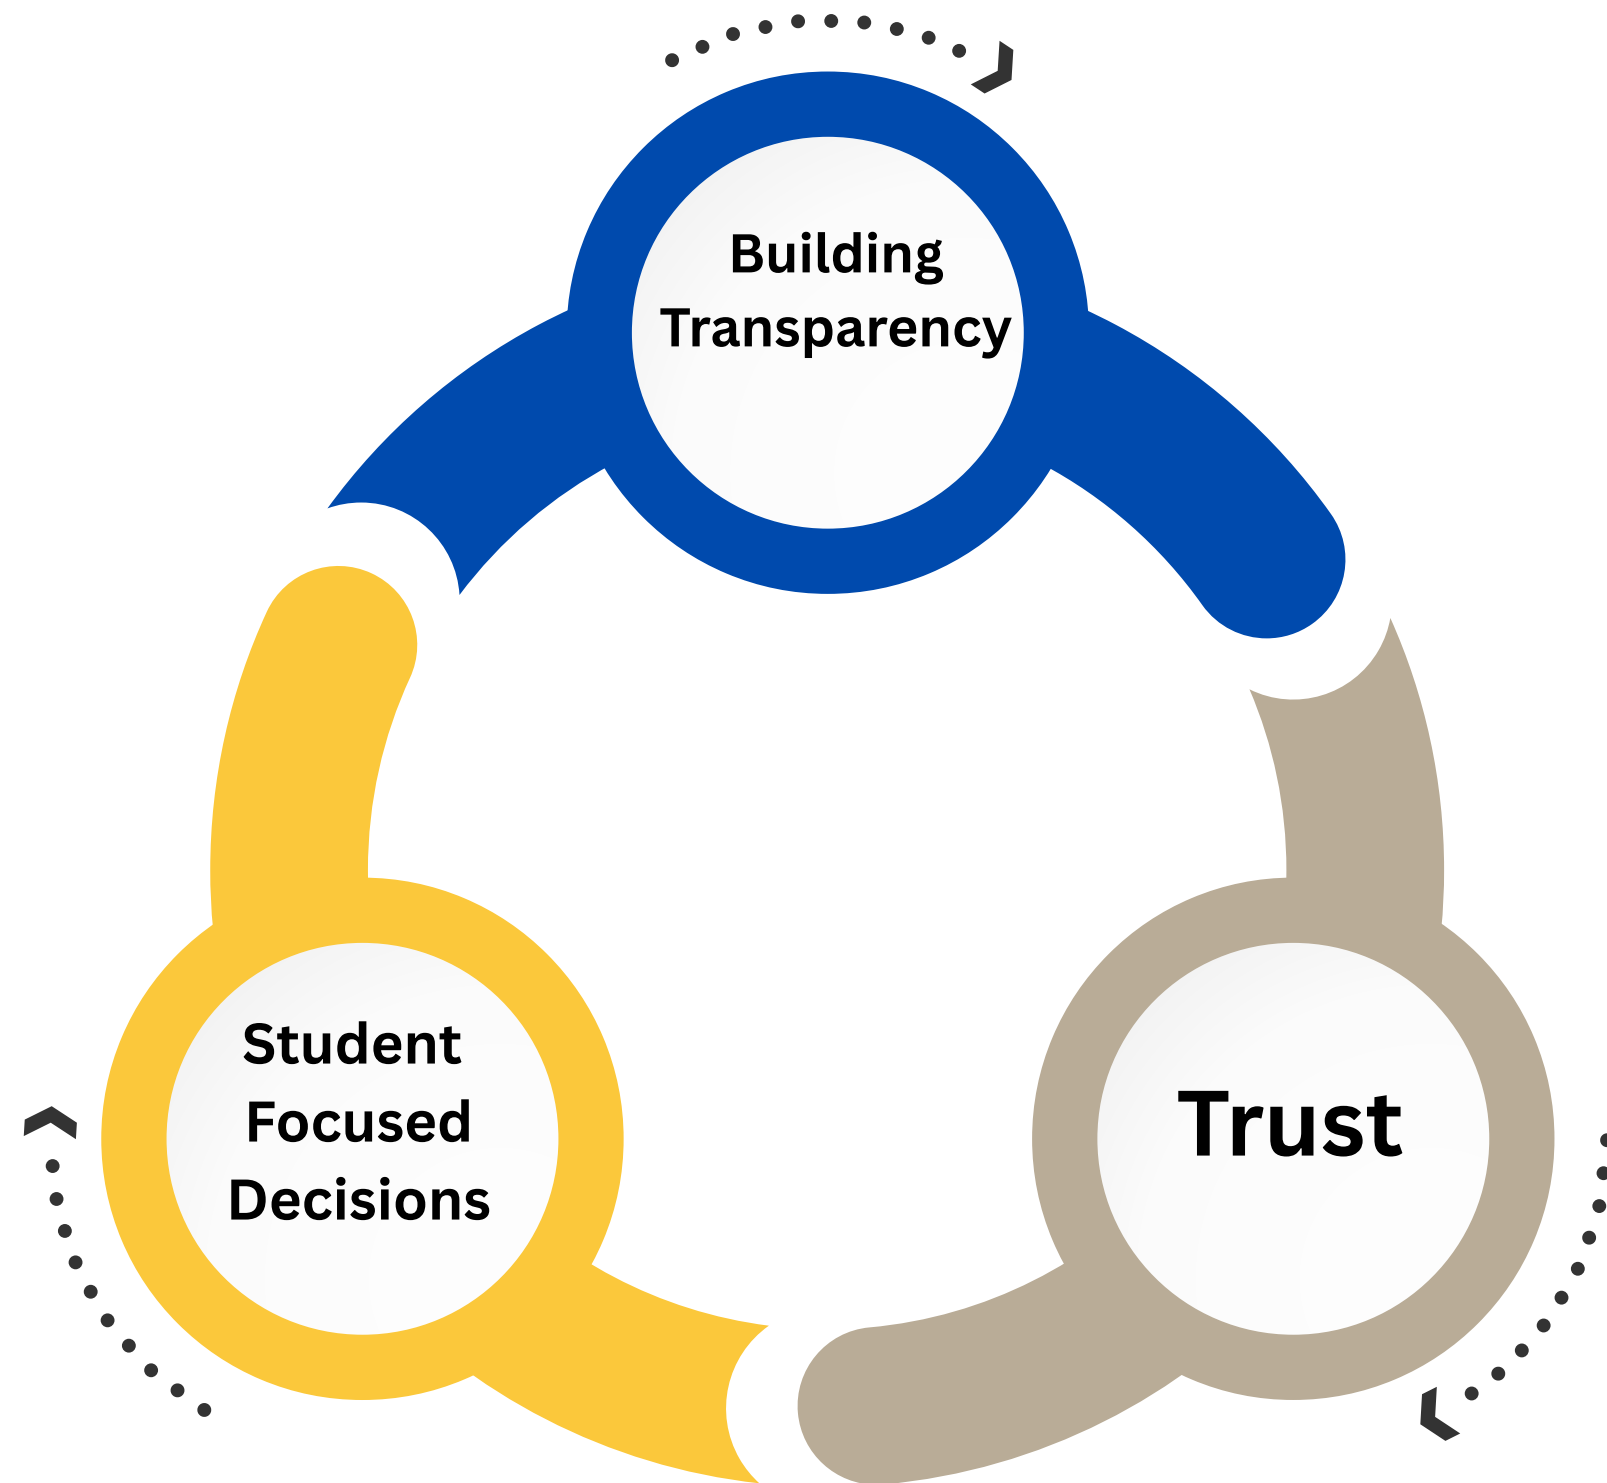 Building
Transparency
Student
Focused
Decisions
Trust